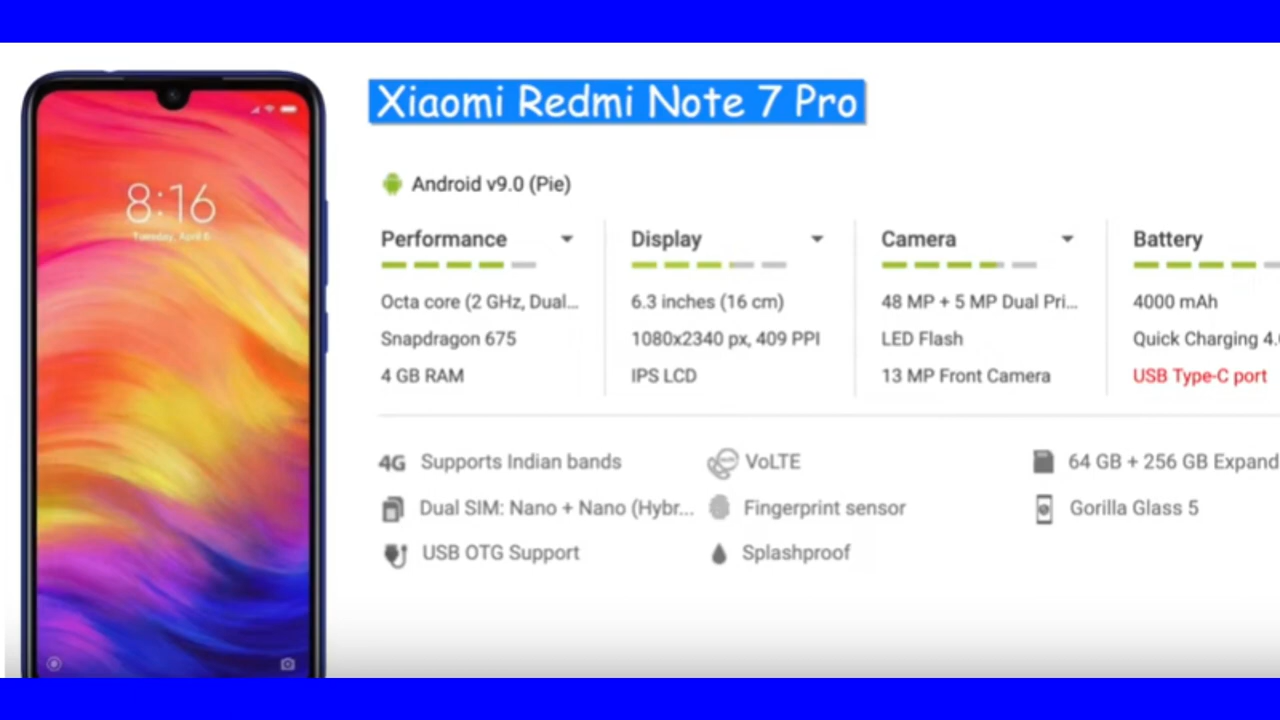 8:16
Tuesday, April 8
Xiaomi Redmi Note 7 Pro
Android v9.0 (Pie)
Performance
Octa core (2 GHz, Dual...
Snapdragon 675
4 GB RAM
Display
6.3 inches (16 cm)
1080x2340 px, 409 PPI
IPS LCD
Camera
48 MP + 5 MP Dual Pri...
LED Flash
13 MP Front Camera
Battery
4000 mAh
Quick Charging 4.
USB Type-C port
4G Supports Indian bands
VoLTE
64 GB + 256 GB Expand
Dual SIM: Nano + Nano (Hybr...
Fingerprint sensor
Gorilla Glass 5
USB OTG Support
Splashproof